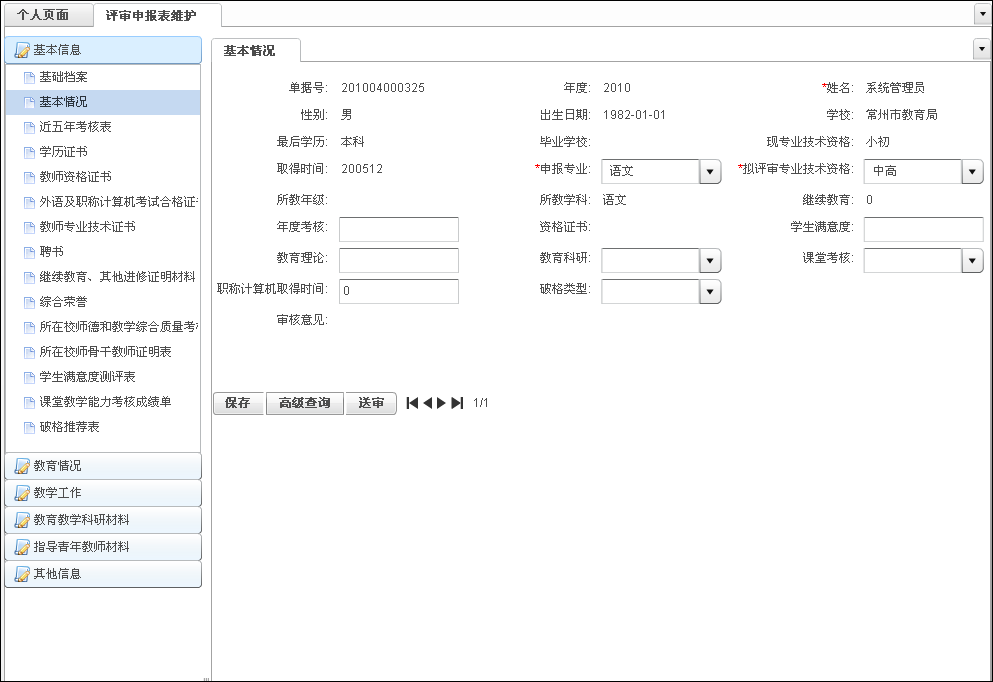 个人页面 评审申报表维护
基本信息
基础档案
基本情况
近五年考核表
学历证书
教师资格证书
外语及职称计算机考试合格证
教师专业技术证书
聘书
继续教育、其他进修证明材料
综合荣誉
所在校师德和教学综合质量考
所在校师骨干教师证明表
学生满意度测评表
课堂教学能力考核成绩单
破格推荐表
教育情况
教学工作
教育教学科研材料
指导青年教师材料
其他信息
基本情况
单据号: 201004000325 年度: 2010 *姓名: 系统管理员
性别: 男 出生日期: 1982-01-01 学校: 常州市教育局
最后学历: 本科 毕业学校: 现专业技术资格: 小初
取得时间: 200512 *申报专业: 语文 *拟评审专业技术资格: 中高
所教年级: 所教学科: 语文 继续教育: 0
年度考核: 资格证书: 学生满意度:
教育理论: 教育科研: 课堂考核:
职称计算机取得时间: 0 破格类型:
审核意见:
保存 高级查询 送审 1/1